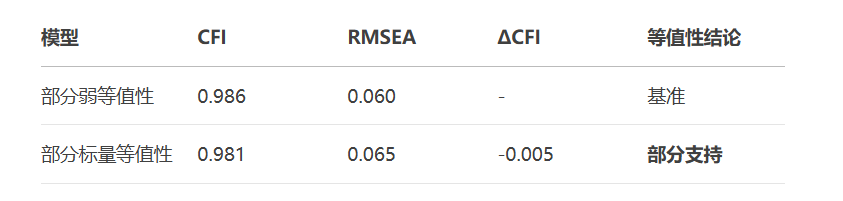 模型 CFI RMSEA ΔCFI 等值性结论
部分弱等值性 0.986 0.060 - 基准
部分标量等值性 0.981 0.065 -0.005 部分支持